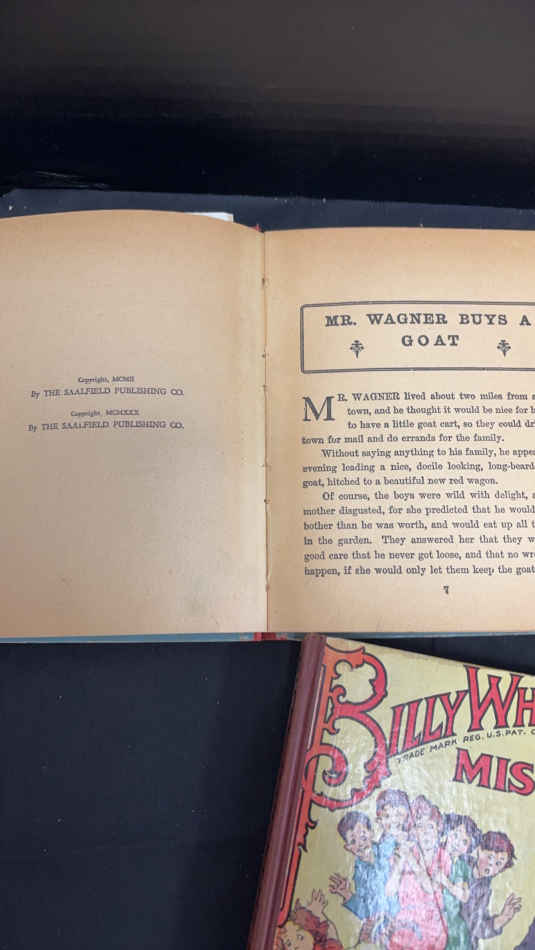 Copyright, MCMII
By THE SAALFIELD PUBLISHING CO.
Copyright, MCMXXX
By THE SAALFIELD PUBLISHING CO.
MR. WAGNER BUYS A
GOAT
MR. WAGNER lived about two miles from
town, and he thought it would be nice for
to have a little goat cart, so they could
town for mail and do errands for the family.
Without saying anything to his family, he
evening leading a nice, docile looking,
goat, hitched to a beautiful new red wagon.
Of course, the boys were wild with delight,
mother disgusted, for she predicted that he would
bother than he was worth, and would eat up all
in the garden. They answered her that they
good care that he never got loose, and that no
happen, if she would only let them keep the goat
7
BILLY WH
TRADE MARK REG. U.S. PAT.
MIS